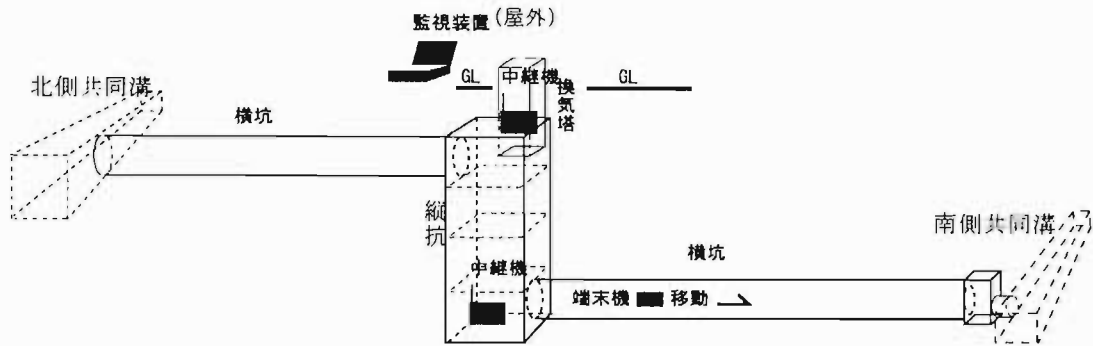 監視装置(屋外)
GL
中継機
GL
換気塔
北側共同溝
横坑
縦抗
南側共同溝
横坑
中継機
端末機
移動